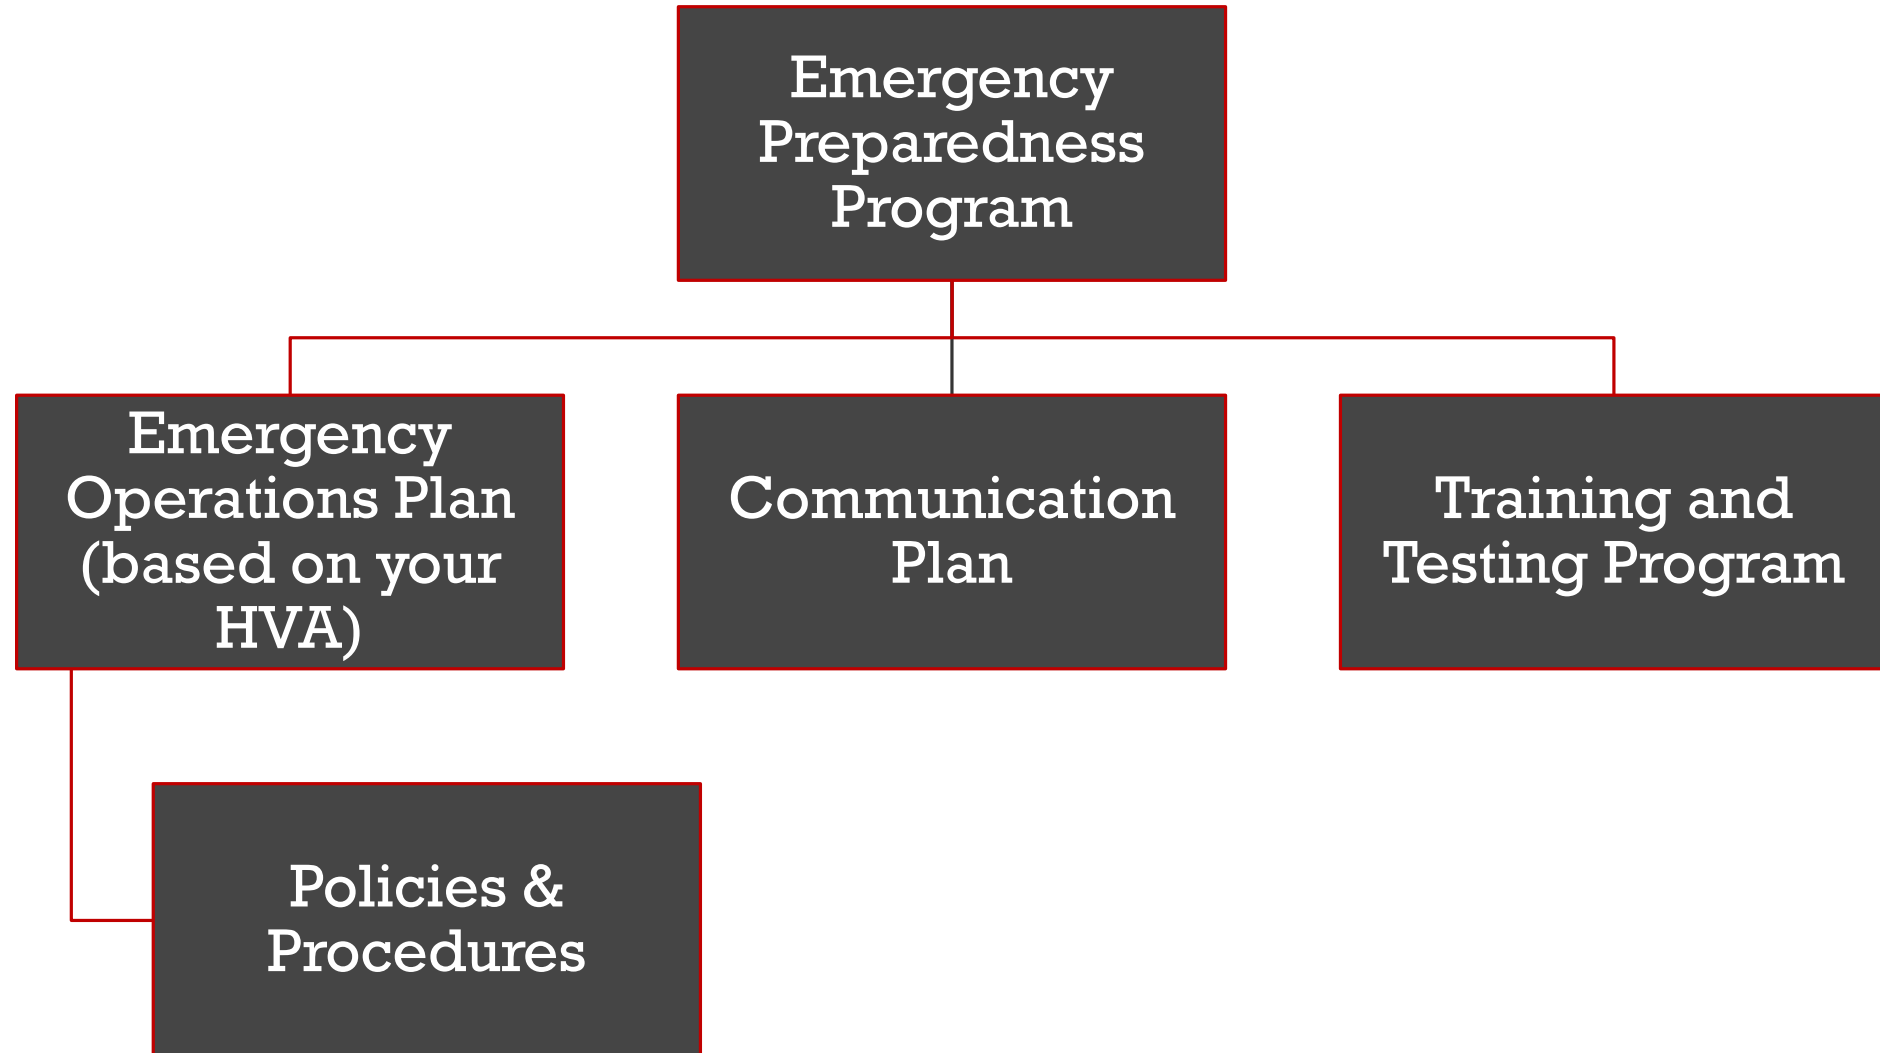 Emergency
Preparedness
Program
Emergency
Operations Plan
(based on your
HVA)
Communication
Plan
Training and
Testing Program
Policies &
Procedures